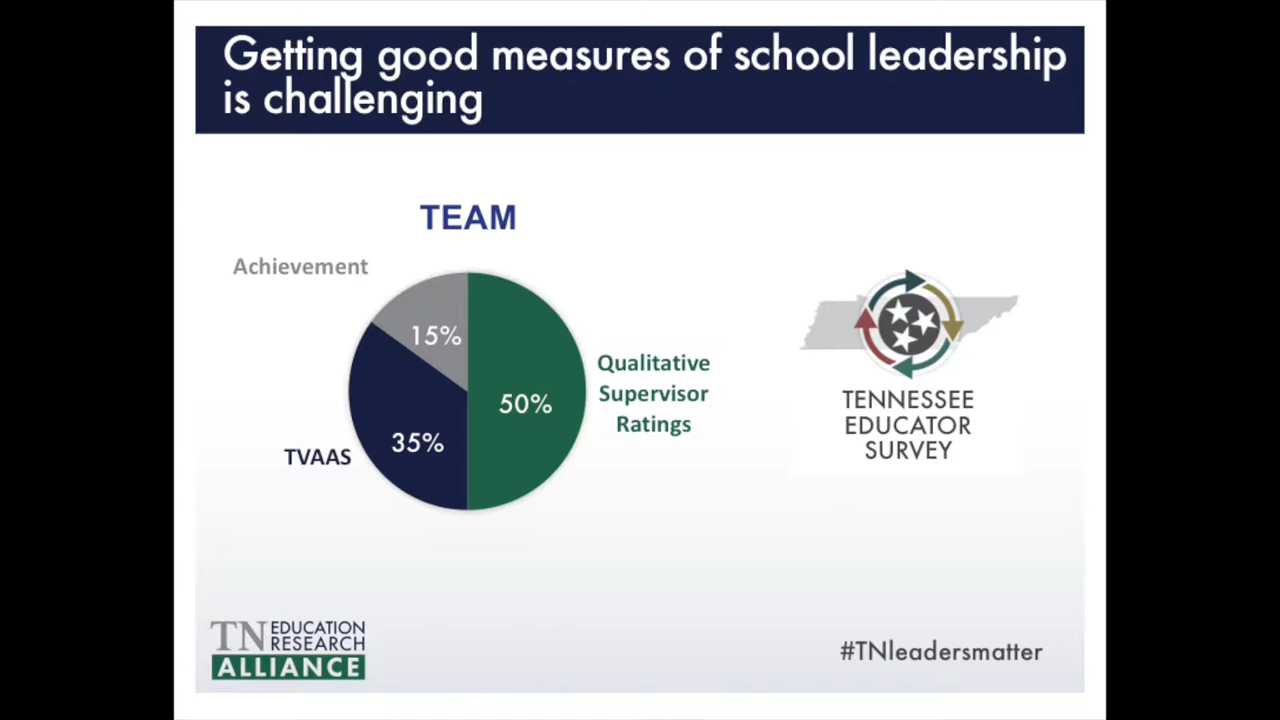 Getting good measures of school leadership
is challenging
TEAM
Achievement
15%
50%
35%
TVAAS
Qualitative
Supervisor
Ratings
TENNESSEE
EDUCATOR
SURVEY
TN EDUCATION
RESEARCH
ALLIANCE
#TNleadersmatter